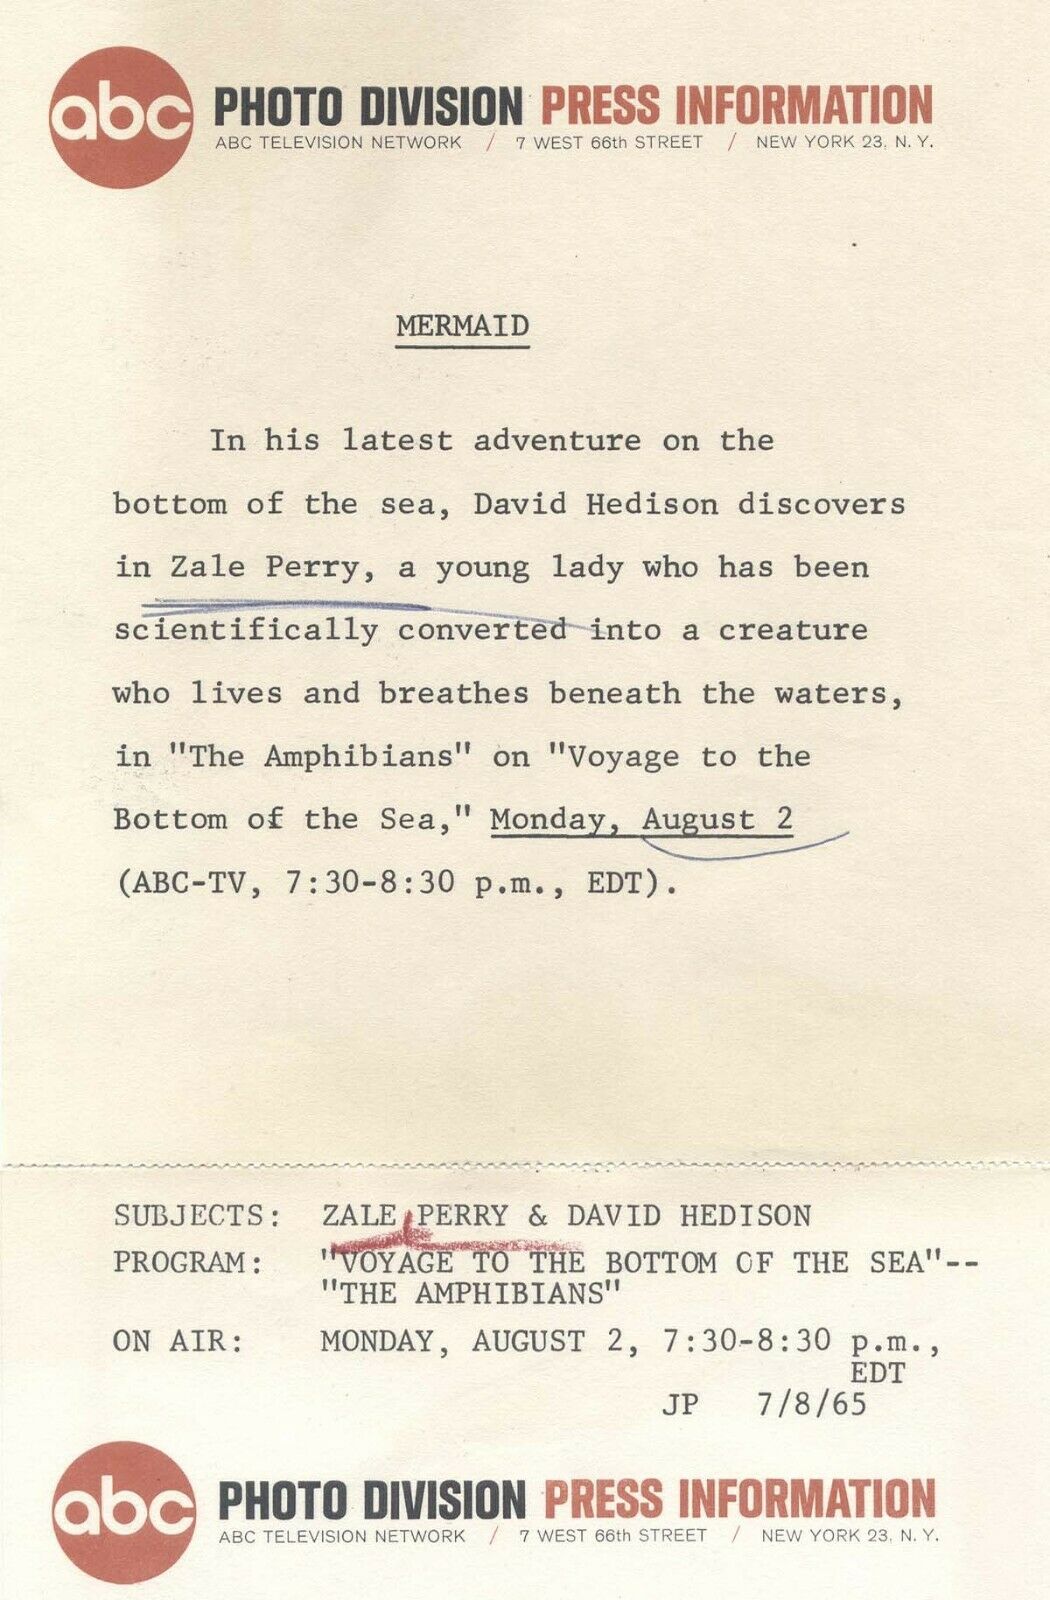 abc PHOTO DIVISION PRESS INFORMATION
ABC TELEVISION NETWORK / 7 WEST 66th STREET / NEW YORK 23, N. Y.
MERMAID
In his latest adventure on the
bottom of the sea, David Hedison discovers
in Zale Perry, a young lady who has been
scientifically converted into a creature
who lives and breathes beneath the waters,
in "The Amphibians" on "Voyage to the
Bottom of the Sea," Monday, August 2
(ABC-TV, 7:30-8:30 p.m., EDT).
SUBJECTS: ZALE PERRY & DAVID HEDISON
PROGRAM: "VOYAGE TO THE BOTTOM OF THE SEA"--
"THE AMPHIBIANS"
ON AIR: MONDAY, AUGUST 2, 7:30-8:30 p.m.,
EDT
JP 7/8/65
abc PHOTO DIVISION PRESS INFORMATION
ABC TELEVISION NETWORK / 7 WEST 66th STREET / NEW YORK 23, N. Y.